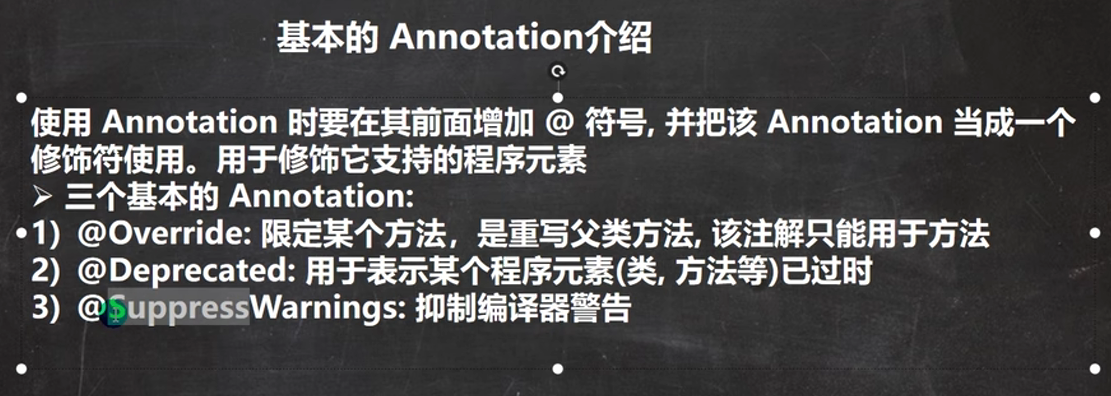 基本的 Annotation介绍
使用 Annotation 时要在其前面增加 @ 符号, 并把该 Annotation 当成一个
修饰符使用。用于修饰它支持的程序元素
➢ 三个基本的 Annotation:
1) @Override: 限定某个方法，是重写父类方法, 该注解只能用于方法
2) @Deprecated: 用于表示某个程序元素(类, 方法等)已过时
3) @SuppressWarnings: 抑制编译器警告